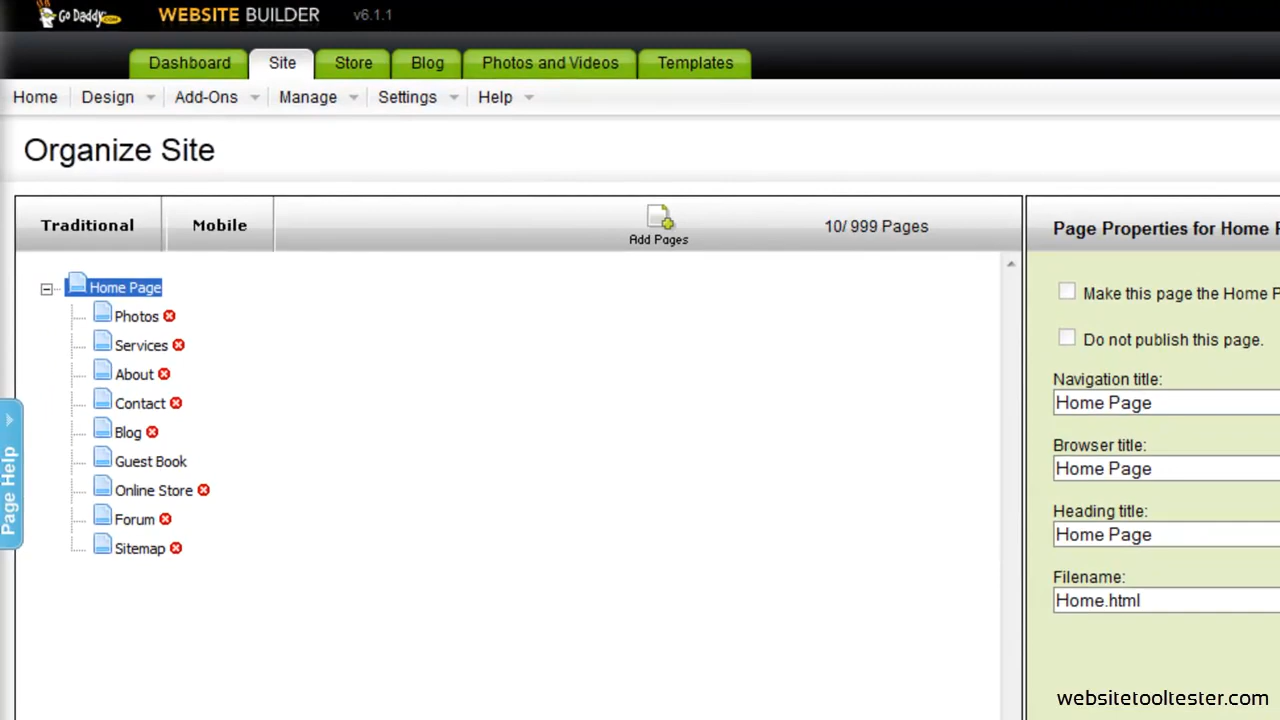 Go Daddy.COM WEBSITE BUILDER v6.1.1
Dashboard Site Store Blog Photos and Videos Templates
Home Design Add-Ons Manage Settings Help
Organize Site
Traditional Mobile Add Pages 10/ 999 Pages
Page Properties for Home P
Home Page
Photos
Services
About
Contact
Blog
Guest Book
Online Store
Forum
Sitemap
Make this page the Home P
Do not publish this page.
Navigation title:
Home Page
Browser title:
Home Page
Heading title:
Home Page
Filename:
Home.html
Page Help
websitetooltester.com